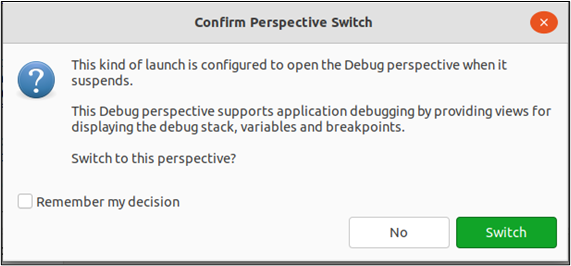 Confirm Perspective Switch
This kind of launch is configured to open the Debug perspective when it
suspends.
This Debug perspective supports application debugging by providing views for
displaying the debug stack, variables and breakpoints.
Switch to this perspective?
Remember my decision
No
Switch